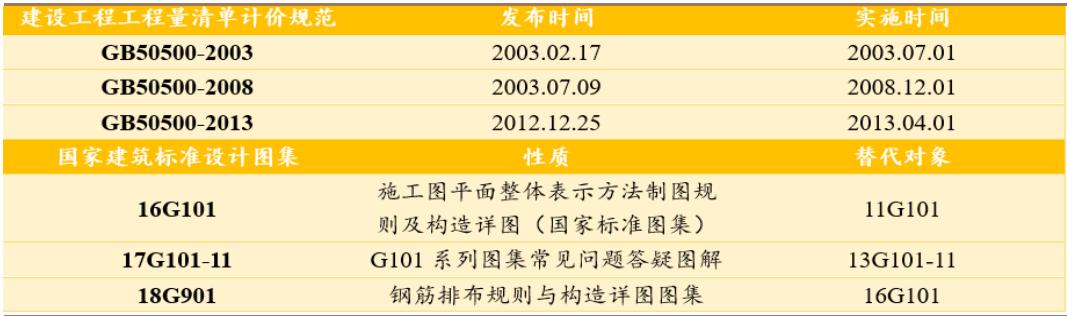 建设工程工程量清单计价规范 发布时间 实施时间
GB50500-2003 2003.02.17 2003.07.01
GB50500-2008 2003.07.09 2008.12.01
GB50500-2013 2012.12.25 2013.04.01
国家建筑标准设计图集 性质 替代对象
16G101 施工图平面整体表示方法制图规
则及构造详图（国家标准图集） 11G101
17G101-11 G101 系列图集常见问题答疑图解 13G101-11
18G901 钢筋排布规则与构造详图图集 16G101